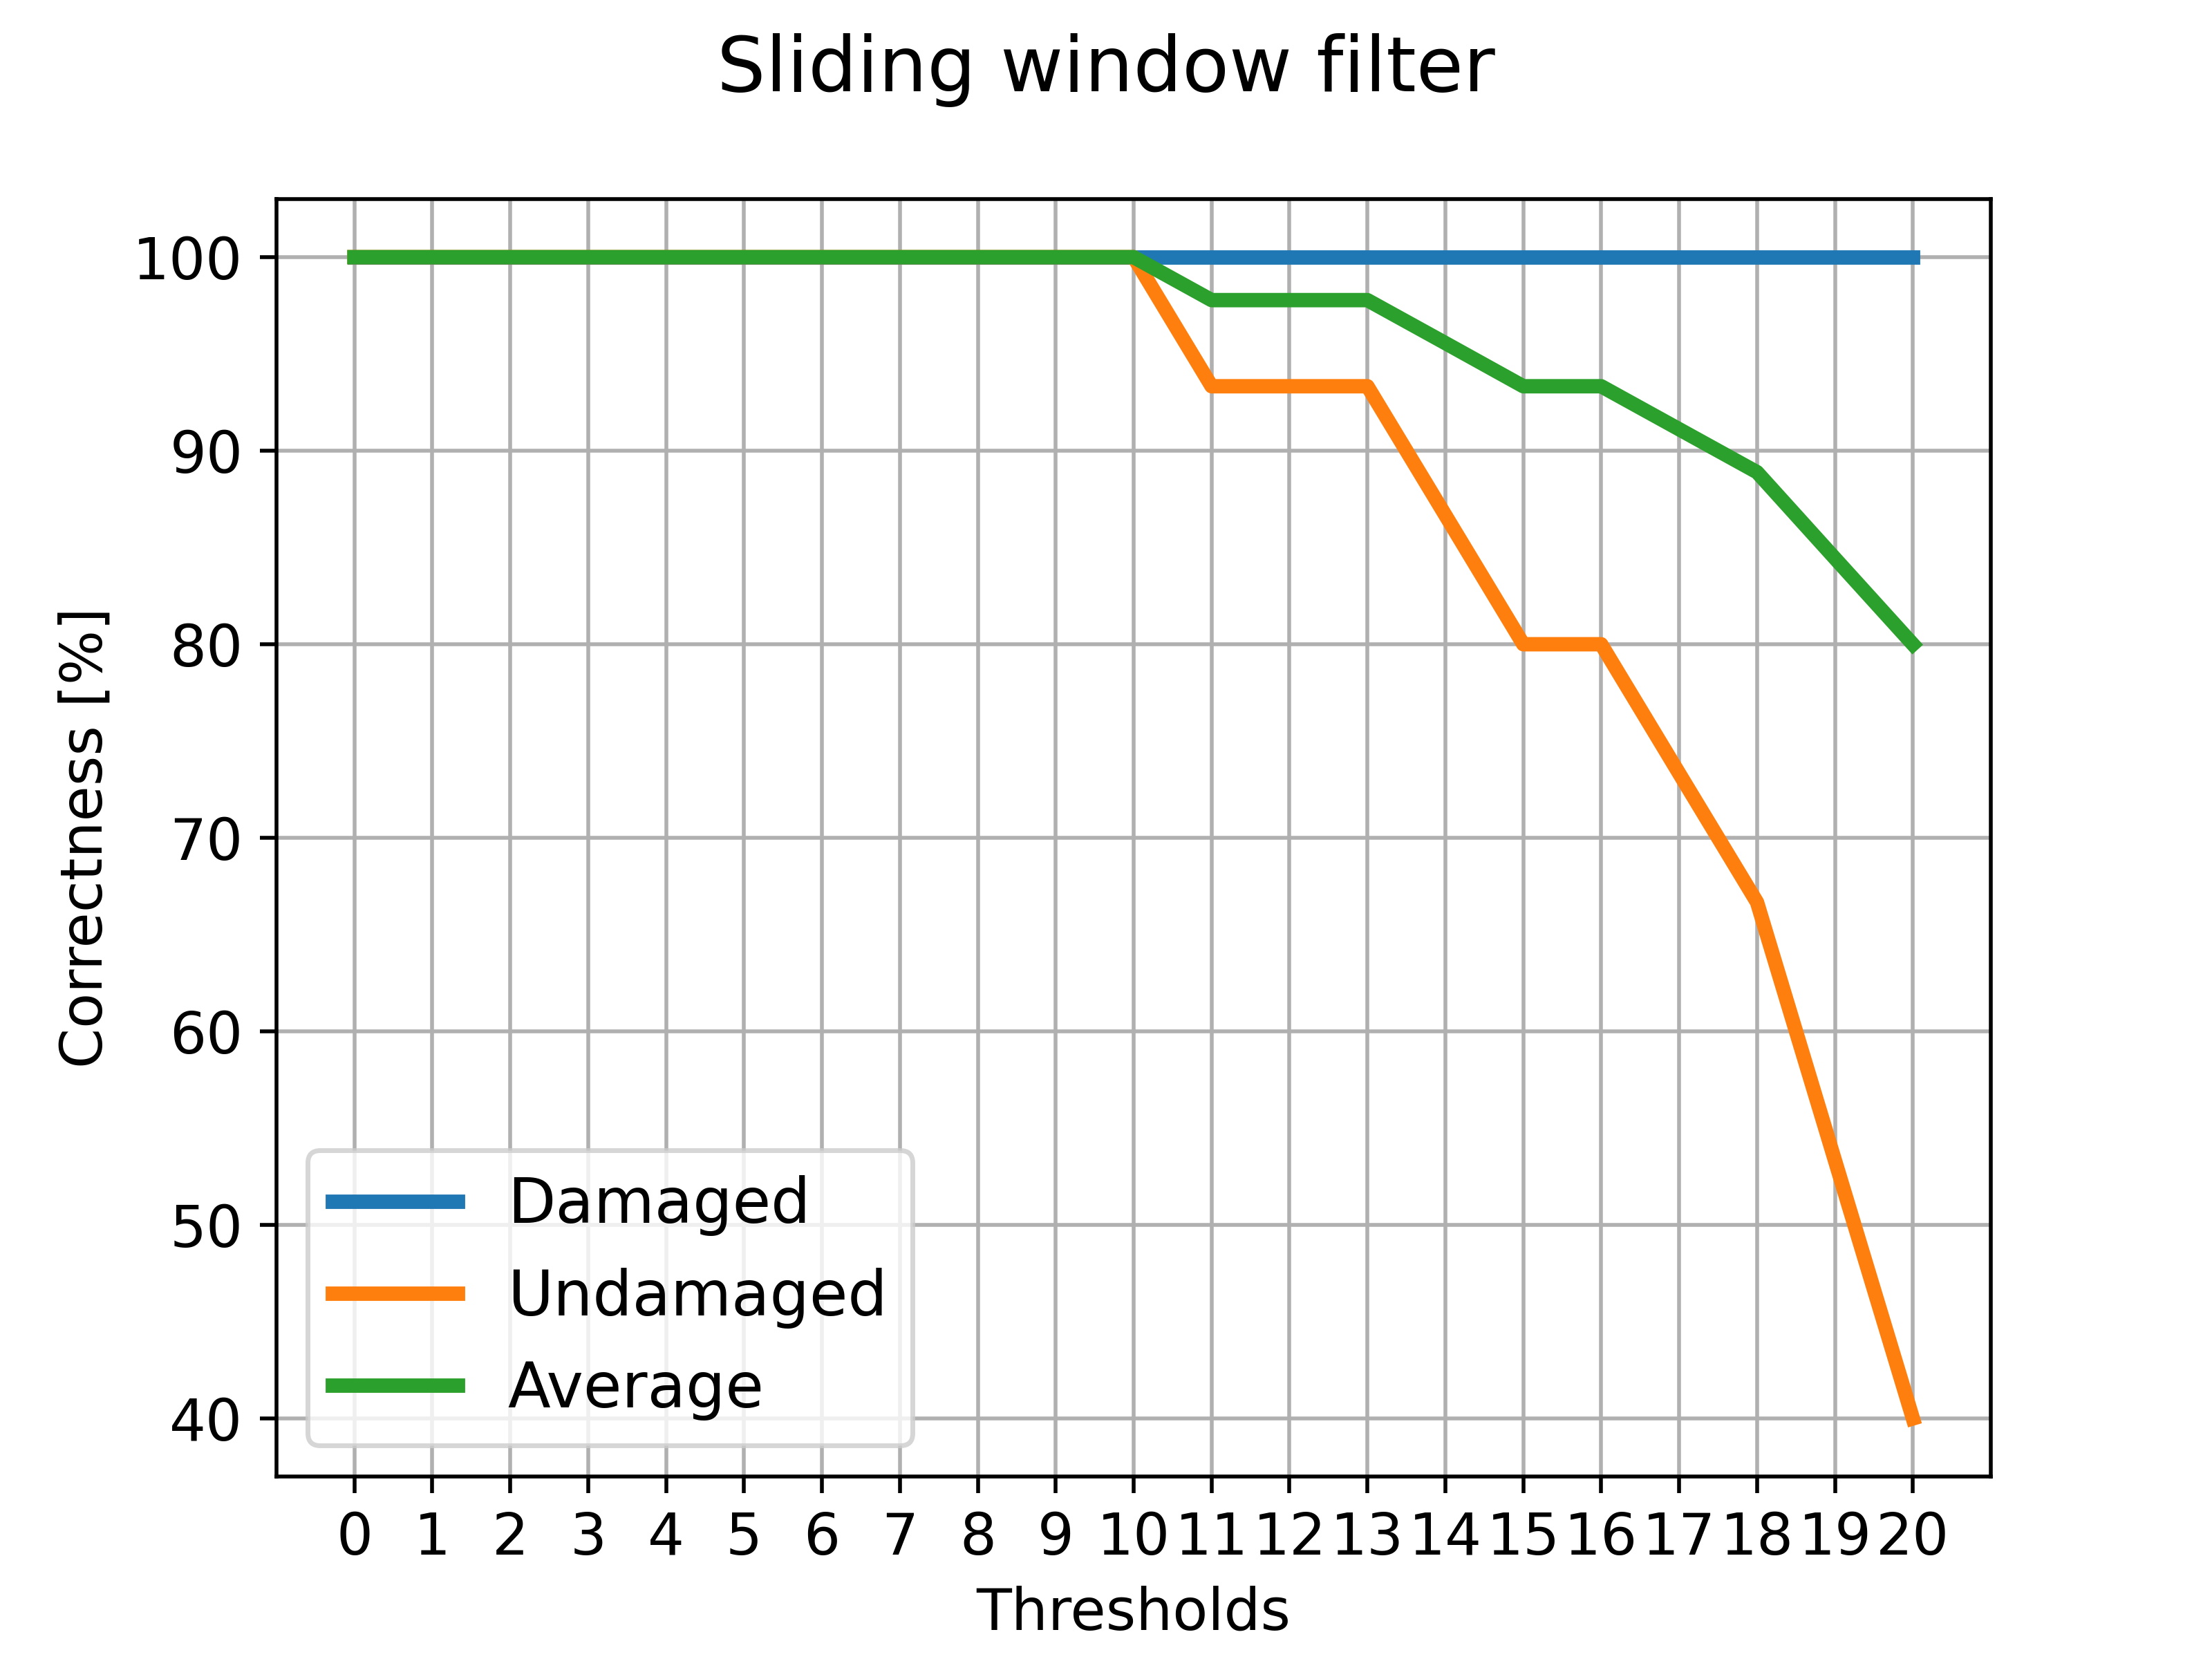 Sliding window filter
100
90
80
70
60
50
40
Correctness [%]
Damaged
Undamaged
Average
0 1 2 3 4 5 6 7 8 9 10 11 12 13 14 15 16 17 18 19 20
Thresholds